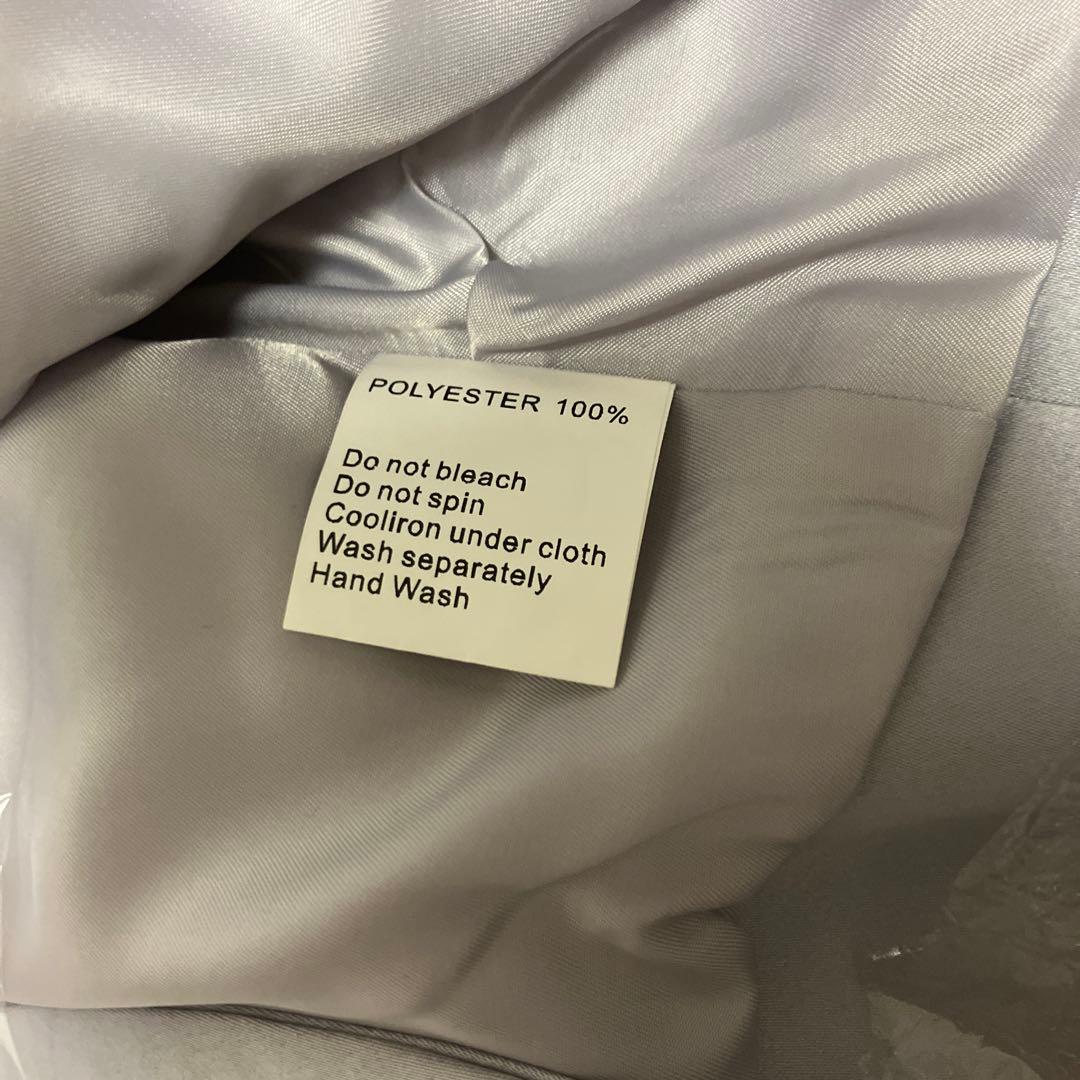 POLYESTER 100%
Do not bleach
Do not spin
Cooliron under cloth
Wash separately
Hand Wash